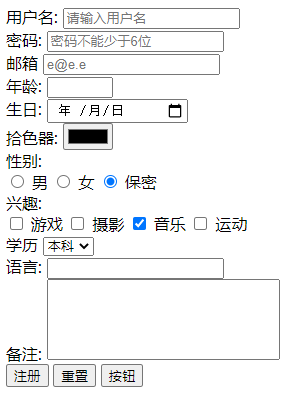 用户名: 请输入用户名
密码: 密码不能少于6位
邮箱 e@e.e
年龄:
生日: 年 /月/日
拾色器:
性别:
男 女 保密
兴趣:
游戏 摄影 音乐 运动
学历 本科
语言:
备注:
注册 重置 按钮